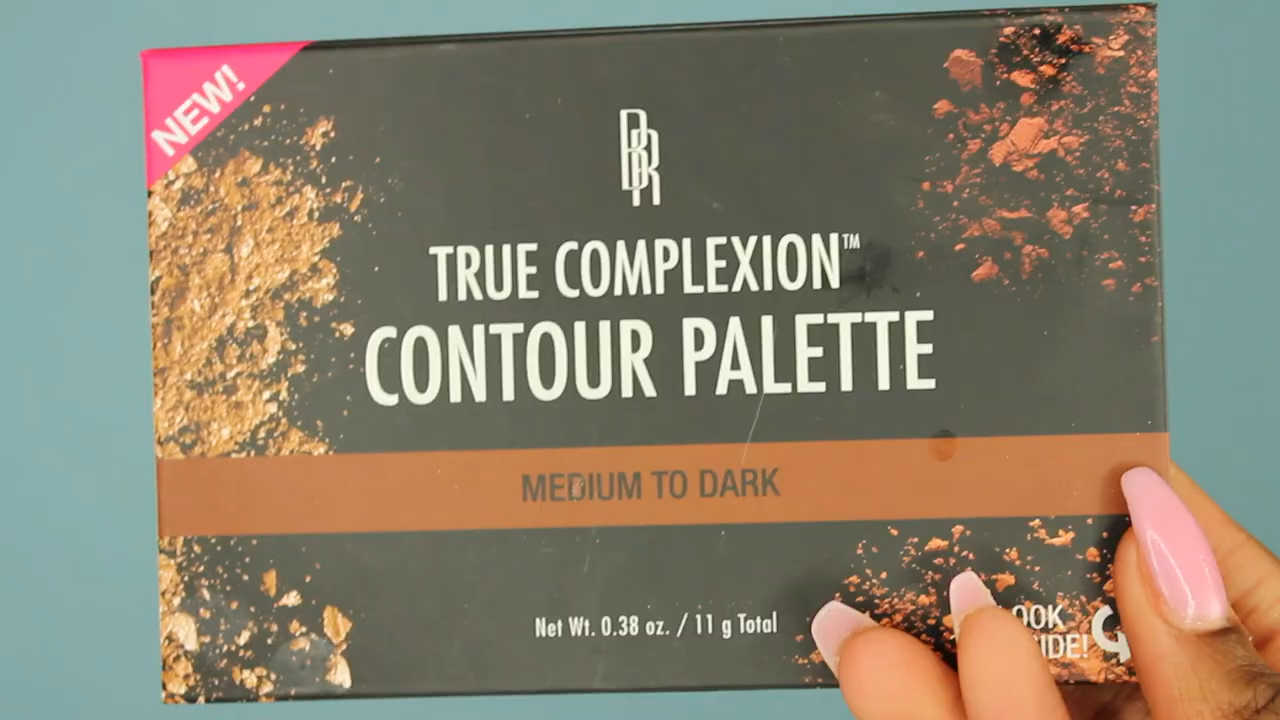 NEW!
BR
TRUE COMPLEXION™
CONTOUR PALETTE
MEDIUM TO DARK
Net Wt. 0.38 oz. / 11 g Total